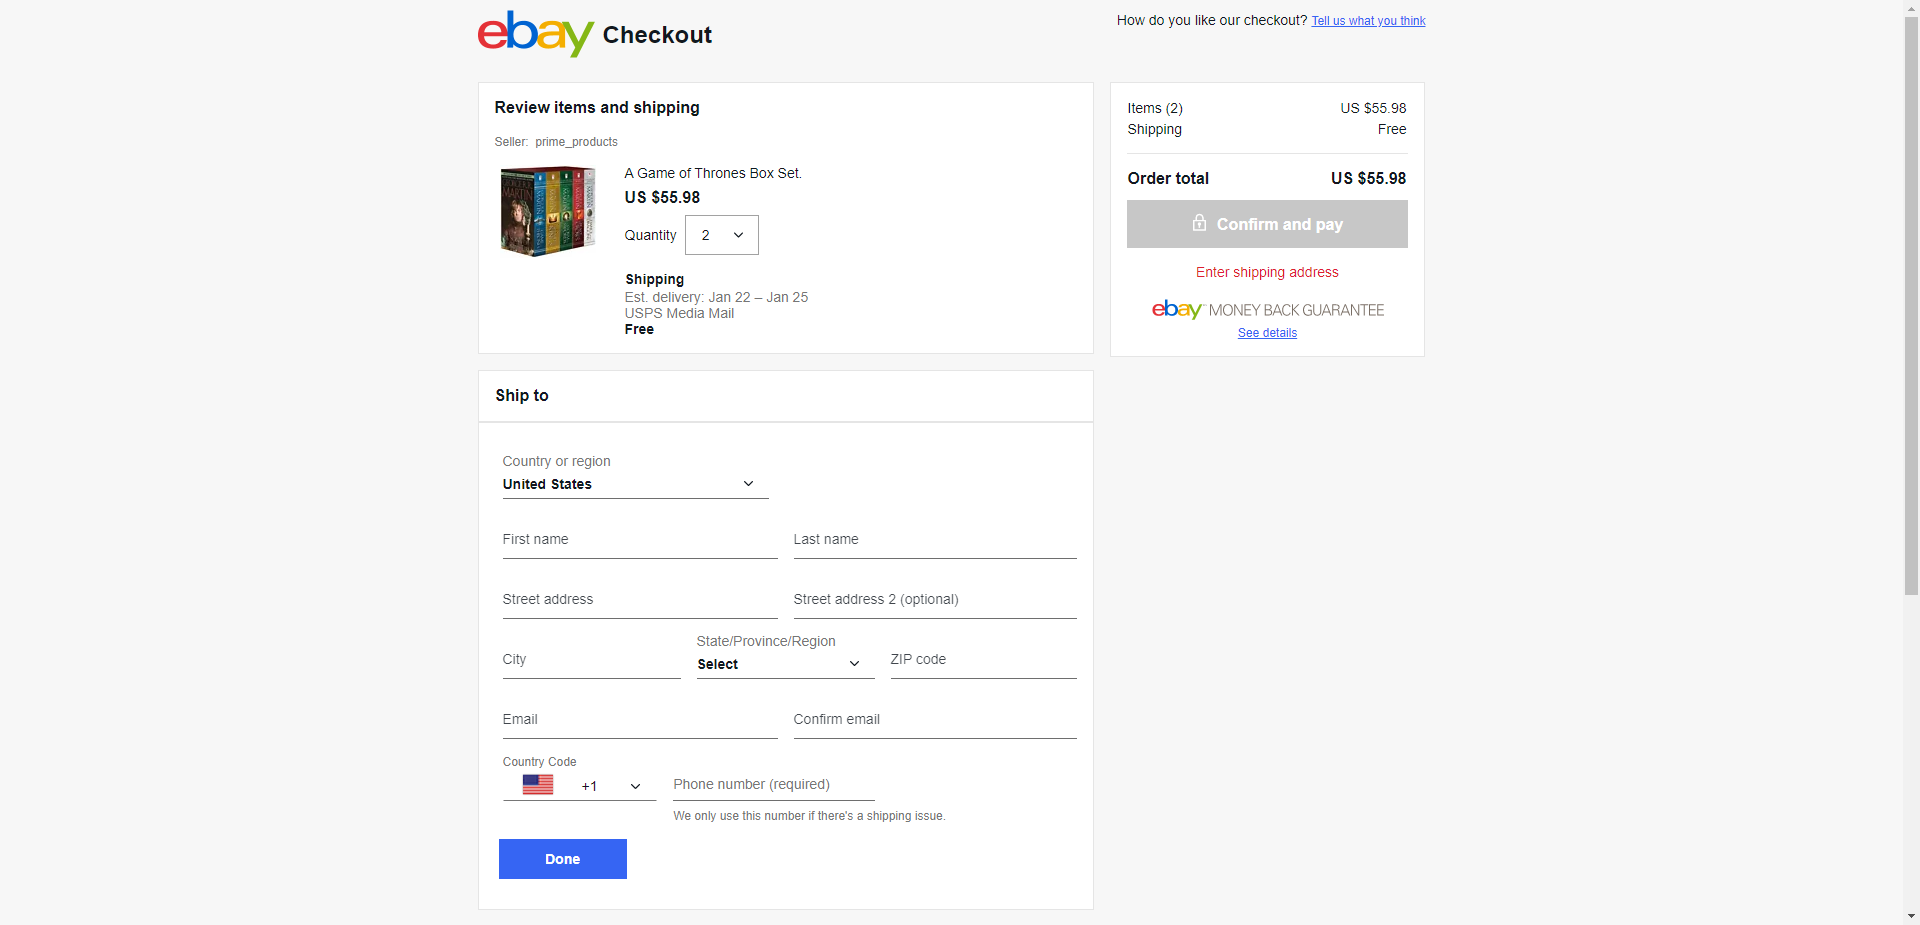 ebay Checkout
How do you like our checkout? Tell us what you think
Review items and shipping
Seller: prime_products
MARTIN
A Game of Thrones Box Set.
US $55.98
Quantity 2
Shipping
Est. delivery: Jan 22 – Jan 25
USPS Media Mail
Free
Items (2) US $55.98
Shipping Free
Order total US $55.98
Confirm and pay
Enter shipping address
ebay™ MONEY BACK GUARANTEE
See details
Ship to
Country or region
United States
First name Last name
Street address Street address 2 (optional)
State/Province/Region
City Select ZIP code
Email Confirm email
Country Code
+1 Phone number (required)
We only use this number if there's a shipping issue.
Done